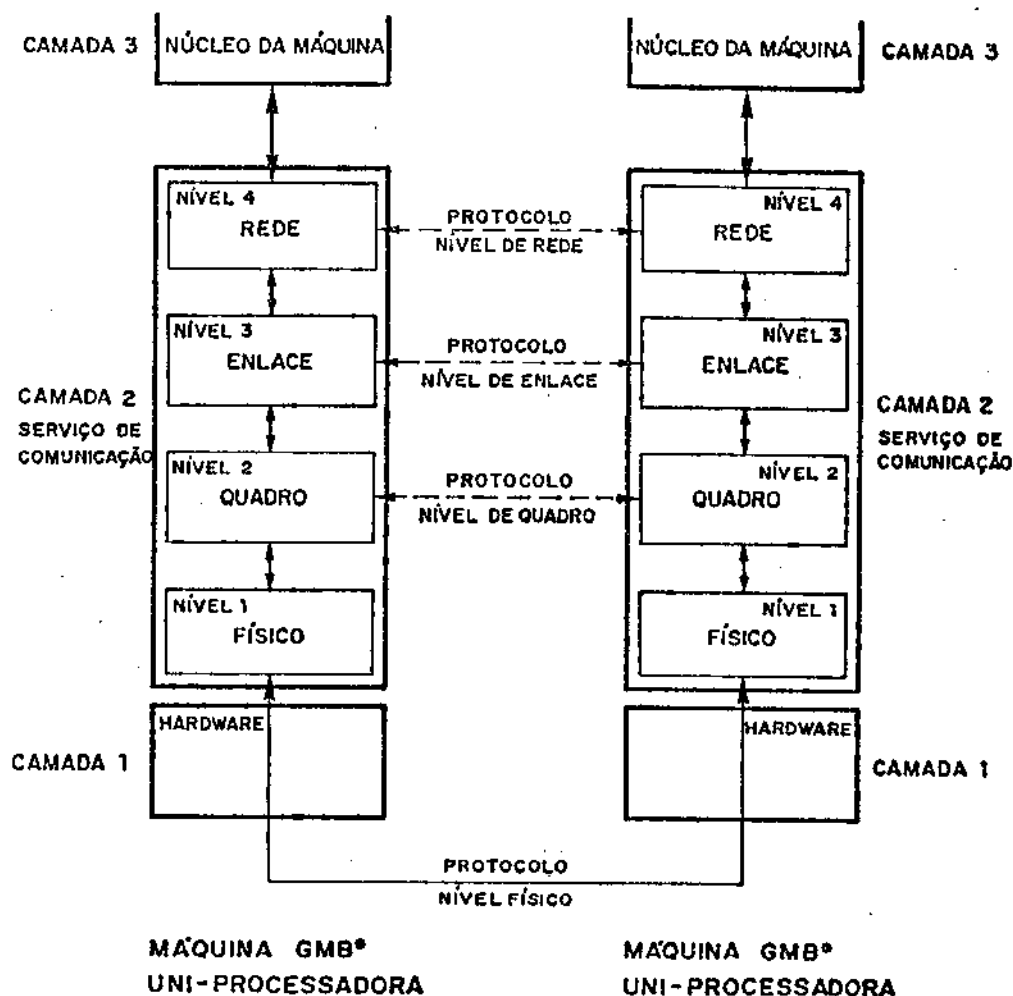 CAMADA 3
NÚCLEO DA MÁQUINA
NÚCLEO DA MÁQUINA
CAMADA 3
NÍVEL 4
REDE
PROTOCOLO
NÍVEL DE REDE
NÍVEL 4
REDE
NÍVEL 3
ENLACE
PROTOCOLO
NÍVEL DE ENLACE
NÍVEL 3
ENLACE
CAMADA 2
SERVIÇO DE
COMUNICAÇÃO
CAMADA 2
SERVIÇO DE
COMUNICAÇÃO
NÍVEL 2
QUADRO
PROTOCOLO
NÍVEL DE QUADRO
NÍVEL 2
QUADRO
NÍVEL 1
FÍSICO
NÍVEL 1
FÍSICO
HARDWARE
CAMADA 1
HARDWARE
CAMADA 1
PROTOCOLO
NÍVEL FÍSICO
MÁQUINA GMB*
UNI-PROCESSADORA
MÁQUINA GMB*
UNI-PROCESSADORA